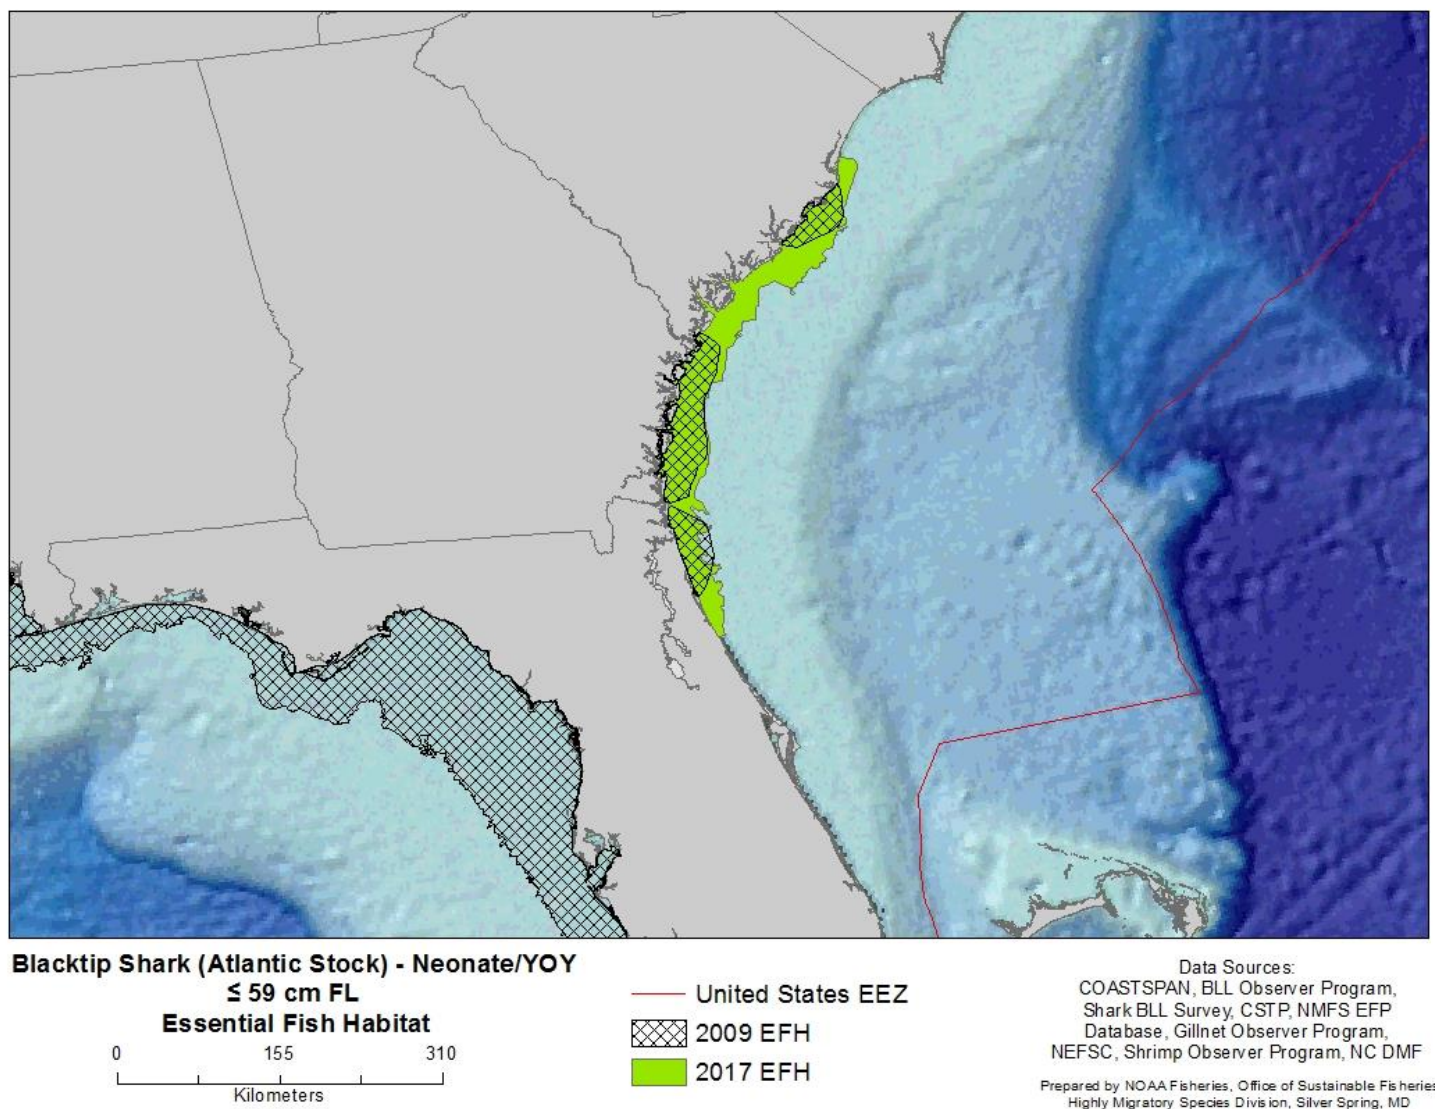 Blacktip Shark (Atlantic Stock) - Neonate/YOY
≤ 59 cm FL
Essential Fish Habitat
0 155 310
Kilometers
United States EEZ
2009 EFH
2017 EFH
Data Sources:
COASTSPAN, BLL Observer Program,
Shark BLL Survey, CSTP, NMFS EFP
Database, Gillnet Observer Program,
NEFSC, Shrimp Observer Program, NC DMF
Prepared by NOAA Fisheries, Office of Sustainable Fisheries
Highly Migratory Species Division, Silver Spring, MD